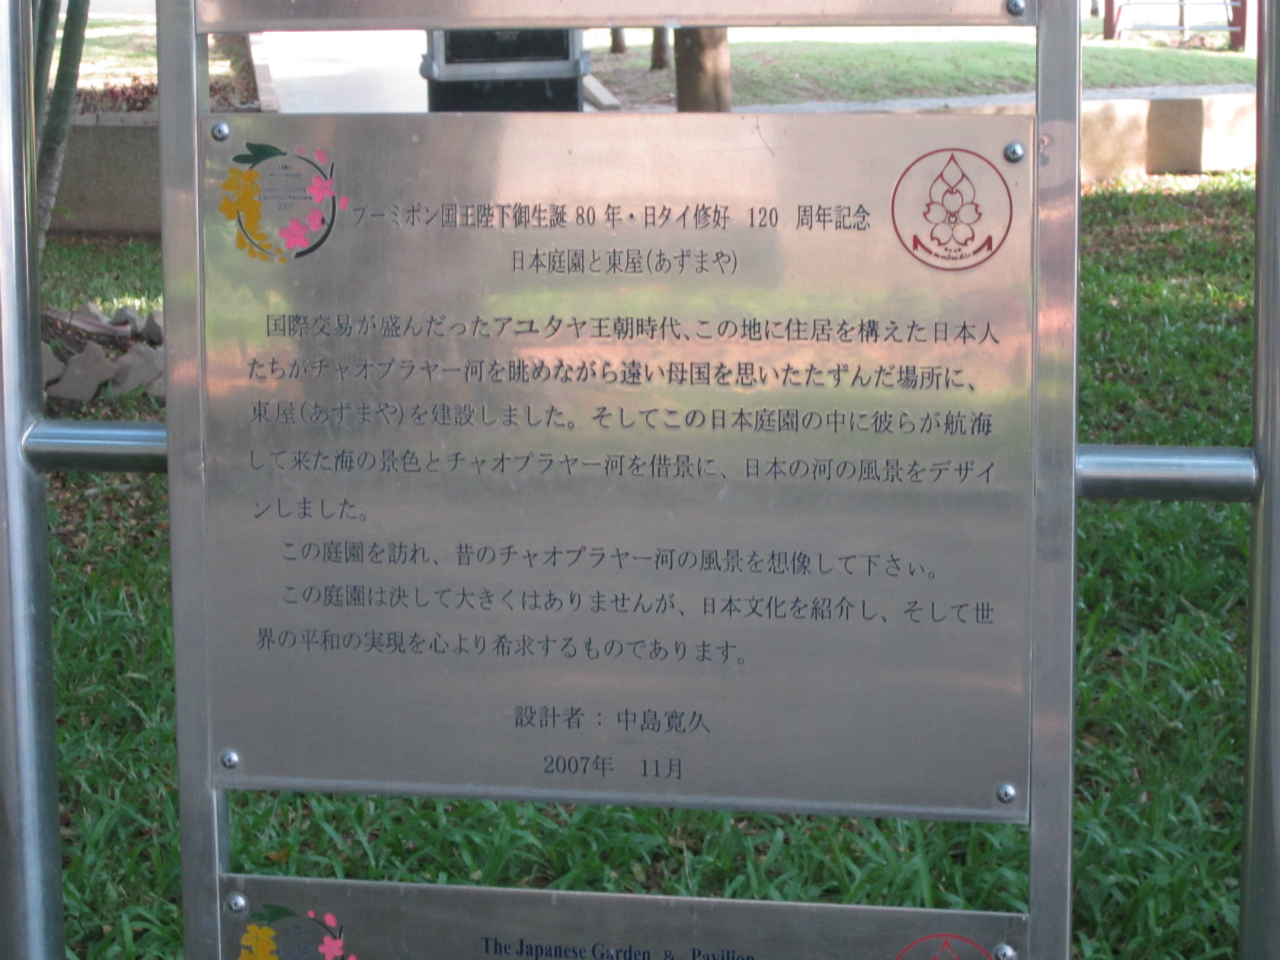 プーミポン国王陛下御生誕 80 年・日タイ修好 120 周年記念
日本庭園と東屋(あずまや)
国際交易が盛んだったアユタヤ王朝時代、この地に住居を構えた日本人
たちがチャオプラヤー河を眺めながら遠い母国を思いたたずんだ場所に、
東屋(あずまや)を建設しました。そしてこの日本庭園の中に彼らが航海
して来た海の景色とチャオプラヤー河を借景に、日本の河の風景をデザイ
ンしました。
この庭園を訪れ、昔のチャオプラヤー河の風景を想像して下さぃ。
この庭園は決して大きくはありませんが、日本文化を紹介し、そして世
界の平和の実現を心より希求するものであります。
設計者：中島寛久
2007年 11月
The Japanese Garden & Pavilion